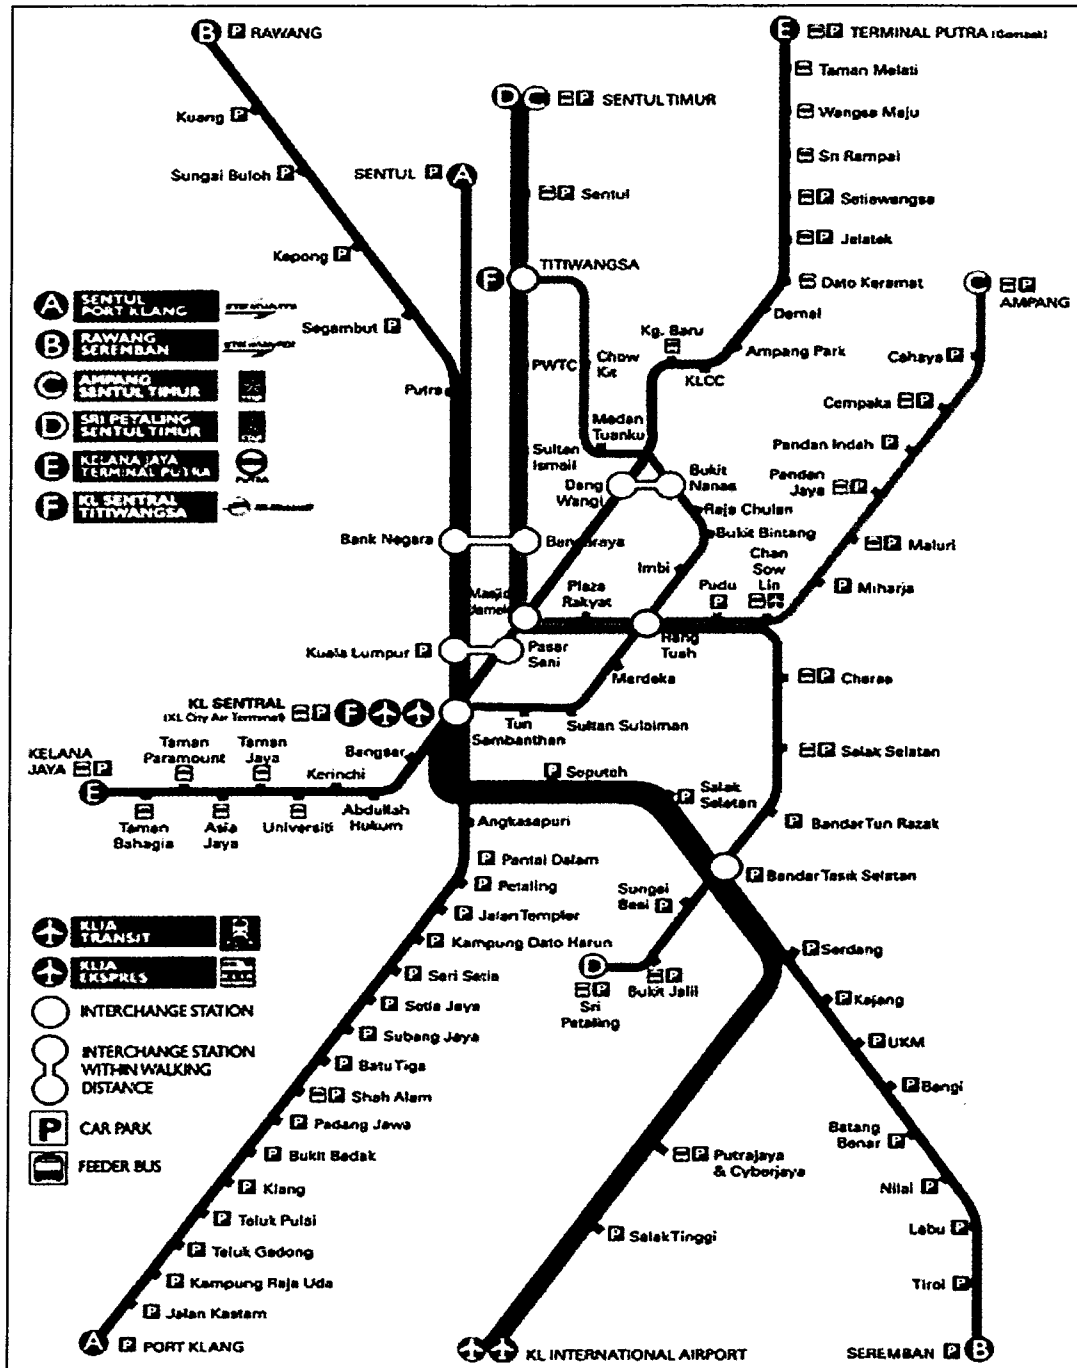 B P RAWANG
E P TERMINAL PUTRA (Gombak)
Taman Melati
Wangsa Maju
Sri Rampai
P Setiawangsa
P Jelatek
Dato Keramat
Damai
Ampang Park
KLCC
Kg. Baru
D C P SENTUL TIMUR
P Sentul
F TITIWANGSA
PWTC
Chow
Kit
Medan
Tuanku
Sultan
Ismail
Dang
Wangi
Bukit
Nanas
Raja Chulan
Bukit Bintang
Imbi
Kuang P
Sungai Buloh P
Kepong P
Segambut P
Putra
SENTUL P A
C P
AMPANG
Cahaya P
Cempaka P
Pandan Indah P
Pandan
Jaya P
P Maluri
P Miharja
Chan
Sow
Lin
Pudu
P
Plaza
Rakyat
Hang
Tuah
Merdeka
A SENTUL
PORT KLANG
B RAWANG
SEREMBAN
C AMPANG
SENTUL TIMUR
D SRI PETALING
SENTUL TIMUR
E KELANA JAYA
TERMINAL PUTRA
PUTRA
F KL SENTRAL
TITIWANGSA
Bank Negara
Bandaraya
Masjid
Jamek
Kuala Lumpur P
Pasar
Seni
KL SENTRAL
(KL City Air Terminal) P F
Tun
Sambanthan
Sultan Sulaiman
P Cheras
P Salak Selatan
P Bandar Tun Razak
P Bandar Tasik Selatan
KELANA
JAYA P
E
Taman
Paramount
Taman
Jaya
Kerinchi
Bangsar
Taman
Bahagia
Asia
Jaya
Universiti
Abdullah
Hukum
P
Seputeh
P Salak
Selatan
Sungai
Besi P
P
Bukit Jalil
D
P
Sri
Petaling
Angkasapuri
P Pantai Dalam
P Petaling
P Jalan Templer
P Kampung Dato Harun
P Seri Setia
P Setia Jaya
P Subang Jaya
P Batu Tiga
P Shah Alam
P Padang Jawa
P Bukit Badak
P Klang
P Teluk Pulai
P Teluk Gadong
P Kampung Raja Uda
P Jalan Kastam
A P PORT KLANG
P Serdang
P Kajang
P UKM
P Bangi
Batang
Benar P
Nilai P
Labu P
Tiroi P
SEREMBAN P B
P Putrajaya
& Cyberjaya
P Salak Tinggi
KL INTERNATIONAL AIRPORT
KLIA
TRANSIT
KLIA
EKSPRES
INTERCHANGE STATION
INTERCHANGE STATION
WITHIN WALKING
DISTANCE
P CAR PARK
FEEDER BUS